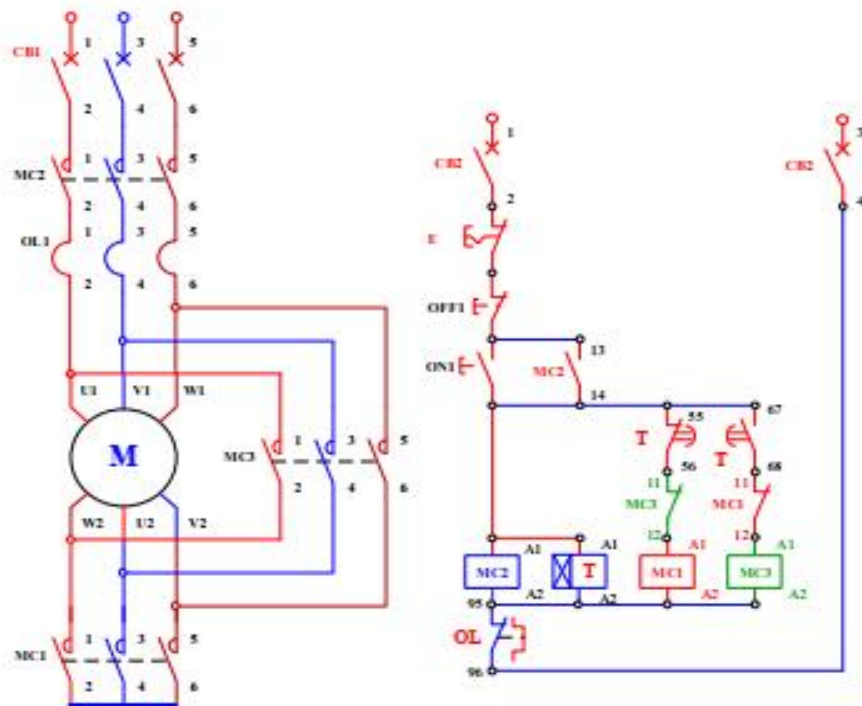 1 3 5
CB1
2 4 6
1 3 5
MC2
2 4 6
1 3 5
OL1
2 4 6
U1 V1 W1
M
W2 U2 V2
MC3
1 3 5
2 4 6
1 3 5
MC1
2 4 6
1 3
CB2 CB2
2 4
E
OFF1
ON1
13
MC2
14
55 67
T T
56 68
11 11
MC3 MC1
12 12
A1 A1 A1 A1
MC2 T MC1 MC3
A2 A2 A2 A2
95
OL
96